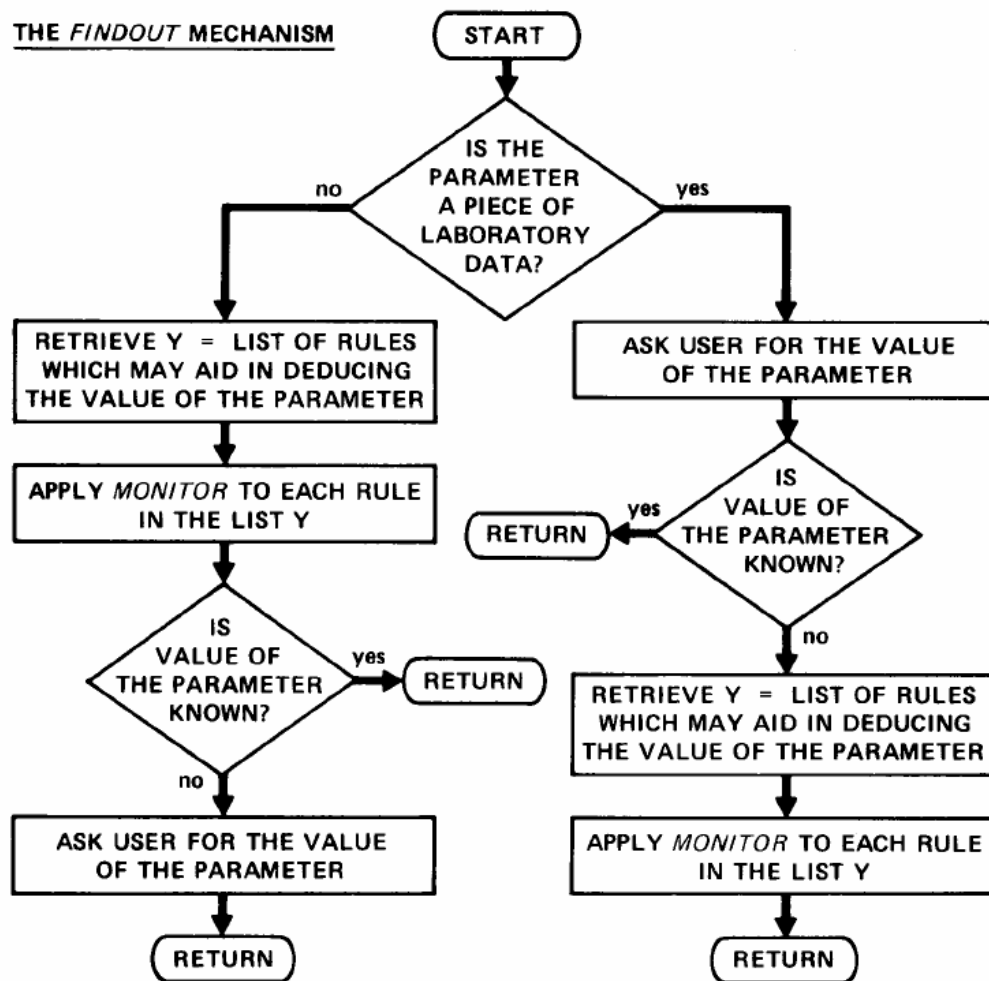 THE FINDOUT MECHANISM
START
IS THE
PARAMETER
A PIECE OF
LABORATORY
DATA?
no
yes
RETRIEVE Y = LIST OF RULES
WHICH MAY AID IN DEDUCING
THE VALUE OF THE PARAMETER
APPLY MONITOR TO EACH RULE
IN THE LIST Y
IS
VALUE OF
THE PARAMETER
KNOWN?
yes
RETURN
no
ASK USER FOR THE VALUE
OF THE PARAMETER
RETURN
ASK USER FOR THE VALUE
OF THE PARAMETER
IS
VALUE OF
THE PARAMETER
KNOWN?
yes
RETURN
no
RETRIEVE Y = LIST OF RULES
WHICH MAY AID IN DEDUCING
THE VALUE OF THE PARAMETER
APPLY MONITOR TO EACH RULE
IN THE LIST Y
RETURN